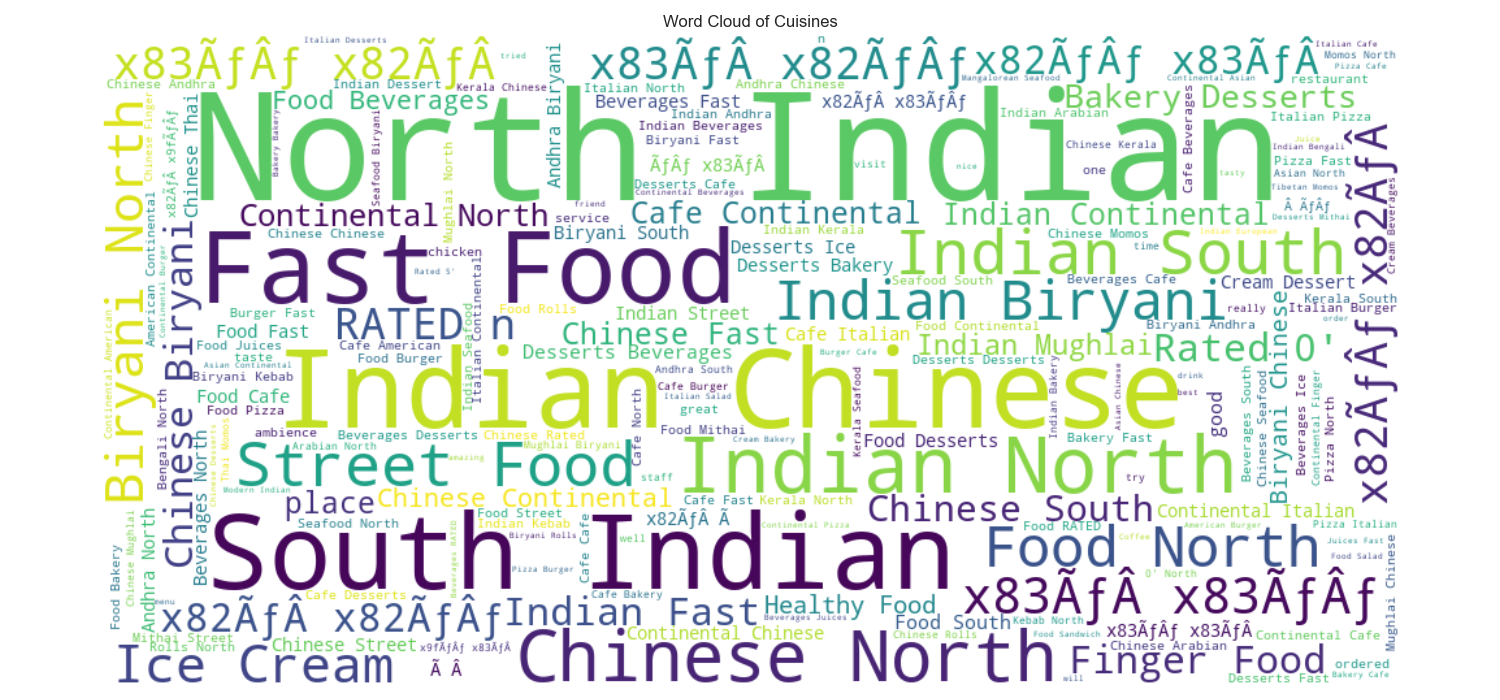 Word Cloud of Cuisines
Italian Desserts
n
Italian Cafe
x83ÃƒÂƒ x82ÃƒÂ
tried
x83ÃƒÂ x82ÃƒÂƒ
x82ÃƒÂƒ x83ÃƒÂ
Momos North
Pizza Cafe
Chinese Andhra
Indian Dessert
Kerala Chinese
Italian North
Andhra Chinese
Mangalorean Seafood
Continental Asian
restaurant
North Indian
Food Beverages
Beverages Fast
x82ÃƒÂ x83ÃƒÂƒ
Bakery Desserts
Biryani North
Chinese Finger
x82ÃƒÂ x9fÃƒÂƒ
Chinese Thai
Bakery Bakery
Seafood Biryani
Mughlai North
Andhra Biryani
Indian Andhra
Indian Beverages
Biryani Fast
Indian Arabian
Italian Pizza
Chinese Kerala
Cafe Beverages
Juice
Indian Bengali
ÃƒÂƒ x83ÃƒÂ
visit
nice
one
tasty
Pizza Fast
Asian North
Tibetan Momos
Desserts Cafe
Continental Beverages
x82ÃƒÂƒ x82ÃƒÂ
Cream Beverages
Continental North
friend
service
Cafe Continental
Indian Continental
Â ÃƒÂƒ
Desserts Mithai
American Continental
Continental Burger
Chinese Biryani
Chinese Chinese
Biryani South
Indian Kerala
Chinese Momos
Indian European
Fast Food
chicken
Rated 5'
Italian Continental
Indian Seafood
Desserts Ice
Desserts Bakery
Indian South
time
Seafood South
Beverages Cafe
Cream Dessert
Indian Biryani
really
Kerala South
Italian Burger
order
Burger Fast
Food Fast
RATED n
Food Rolls
Indian Street
Chinese Fast
Cafe Italian
Food Continental
Biryani Andhra
Biryani Chinese
Continental American
Food Juices
taste
Asian Continental
Cafe American
Food Burger
Desserts Beverages
Burger Cafe
Indian Mughlai
Desserts Desserts
Rated 0'
Biryani Kebab
Food Cafe
Food Pizza
Indian Chinese
Andhra South
Cafe Burger
Italian Salad
great
Kerala Seafood
drink
best
Indian Bakery
Asian Chinese
good
Beverages South
Chinese Seafood
Beverages Ice
Continental Finger
Pizza North
Bengali North
Beverages North
Chinese Desserts
Thai Momos
ambience
Beverages Desserts
Chinese Rated
Arabian North
Mughlai Biryani
amazing
Cafe North
Food Mithai
Cream Bakery
Food Desserts
Bakery Fast
Street Food
staff
Indian North
try
Modern Indian
place
Chinese Continental
Cafe Fast
Kerala North
Chinese South
Continental Italian
Andhra North
Chinese Mughlai
Food Bakery
Seafood North
Food Street
Indian Kebab
Biryani Rolls
x82ÃƒÂ Ã
Continental Pizza
well
Food RATED
American Burger
Coffee
Pizza Italian
Juices Fast
Food Salad
Mughlai Chinese
South Indian
Beverages RATED
Pizza Burger
Cafe Cafe
Food North
0' North
Cafe Desserts
Cafe Bakery
menu
x82ÃƒÂ x82ÃƒÂƒ
Indian Fast
Healthy Food
Beverages Juices
x83ÃƒÂ x83ÃƒÂƒ
Food South
Kebab North
Mithai Street
Rolls North
Chinese Street
x9fÃƒÂƒ x83ÃƒÂ
Continental Chinese
Chinese Rolls
Food Sandwich
x83ÃƒÂƒ x83ÃƒÂ
Chinese Arabian
Continental Cafe
Ice Cream
Ã Â
Chinese North
will
Finger Food
ordered
Desserts Fast
Bakery Cafe